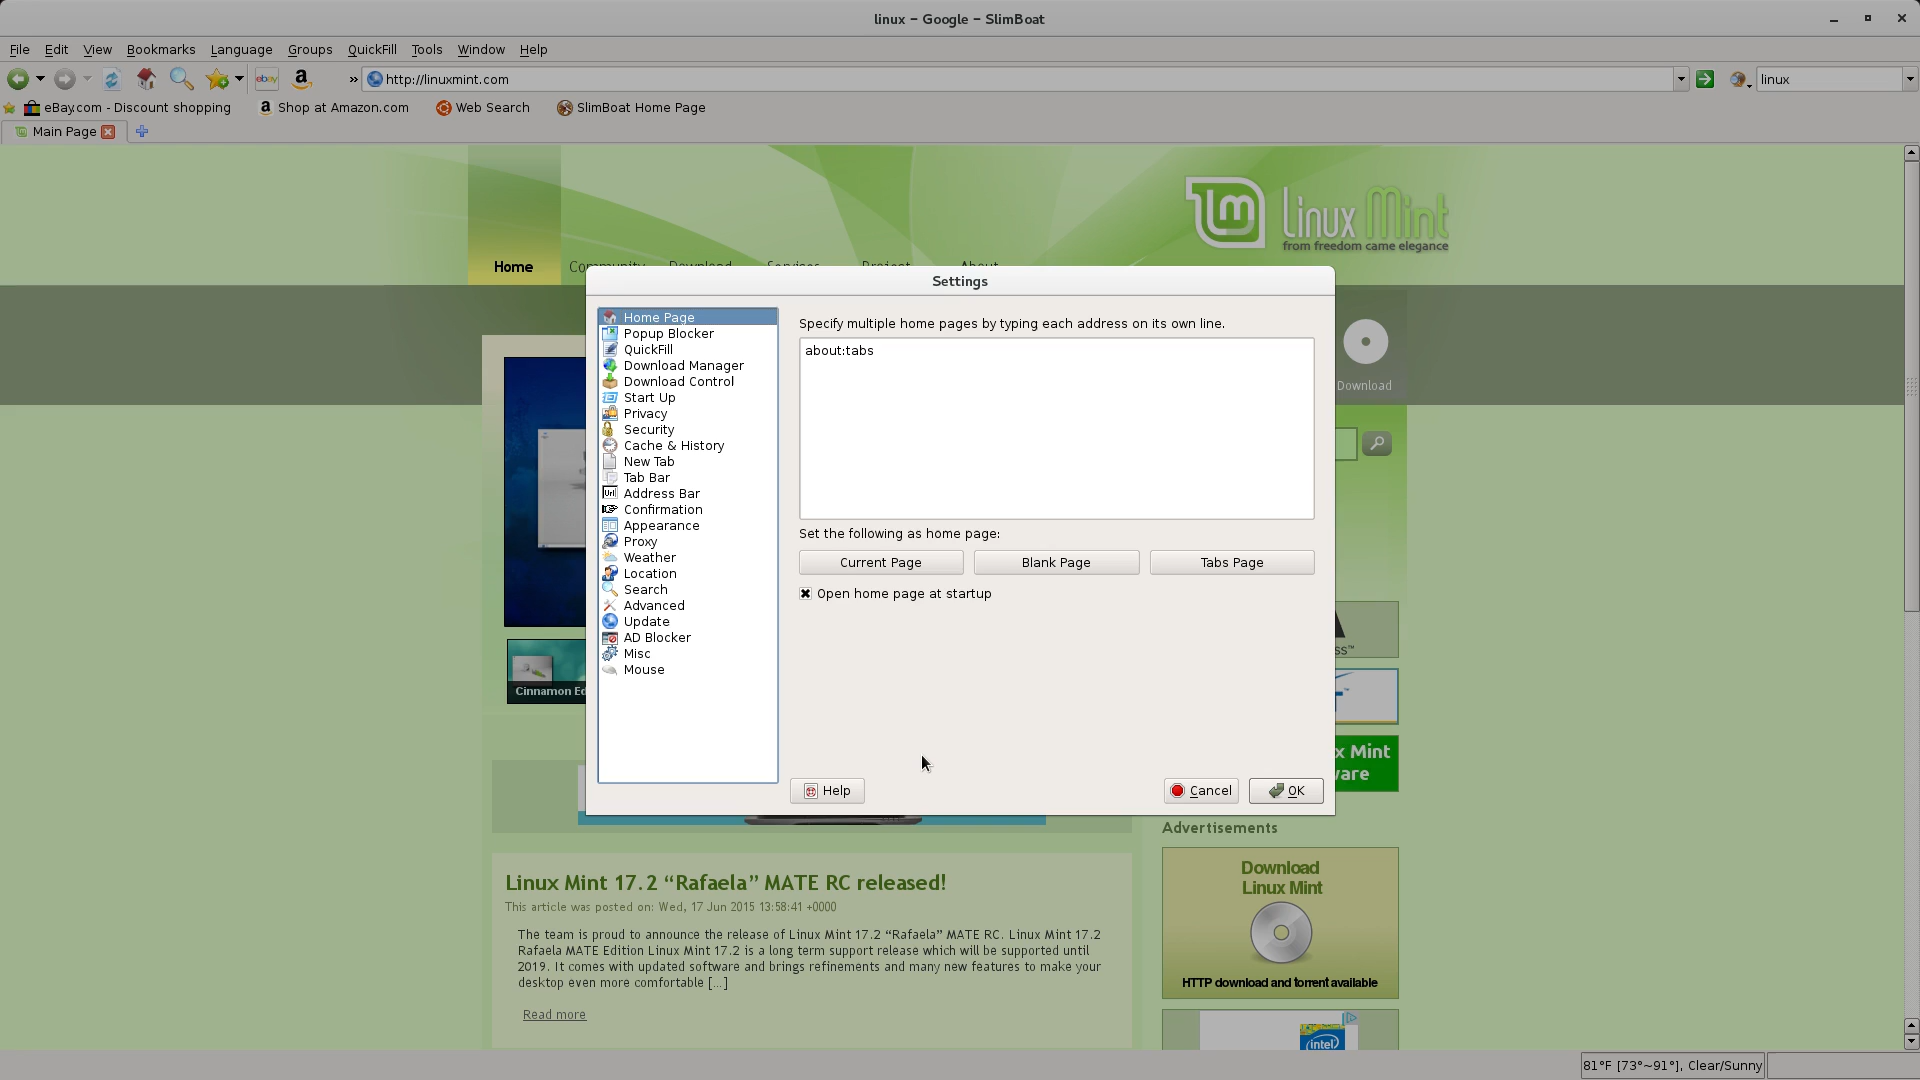 linux – Google – SlimBoat
File Edit View Bookmarks Language Groups QuickFill Tools Window Help
ebay a » http://linuxmint.com linux
eBay.com - Discount shopping a Shop at Amazon.com Web Search SlimBoat Home Page
Main Page
Linux Mint
from freedom came elegance
Home Community Download Services Project About
Settings
Home Page
Popup Blocker
QuickFill
Download Manager
Download Control
Start Up
Privacy
Security
Cache & History
New Tab
Tab Bar
Url Address Bar
Confirmation
Appearance
Proxy
Weather
Location
Search
Advanced
Update
AD Blocker
Misc
Mouse
Specify multiple home pages by typing each address on its own line.
about:tabs
Set the following as home page:
Current Page Blank Page Tabs Page
Open home page at startup
Help Cancel OK
Download
Cinnamon Ed
x Mint
ware
Advertisements
Download
Linux Mint
HTTP download and torrent available
intel
Linux Mint 17.2 “Rafaela” MATE RC released!
This article was posted on: Wed, 17 Jun 2015 13:58:41 +0000
The team is proud to announce the release of Linux Mint 17.2 “Rafaela” MATE RC. Linux Mint 17.2
Rafaela MATE Edition Linux Mint 17.2 is a long term support release which will be supported until
2019. It comes with updated software and brings refinements and many new features to make your
desktop even more comfortable [...]
Read more
81°F [73°~91°], Clear/Sunny